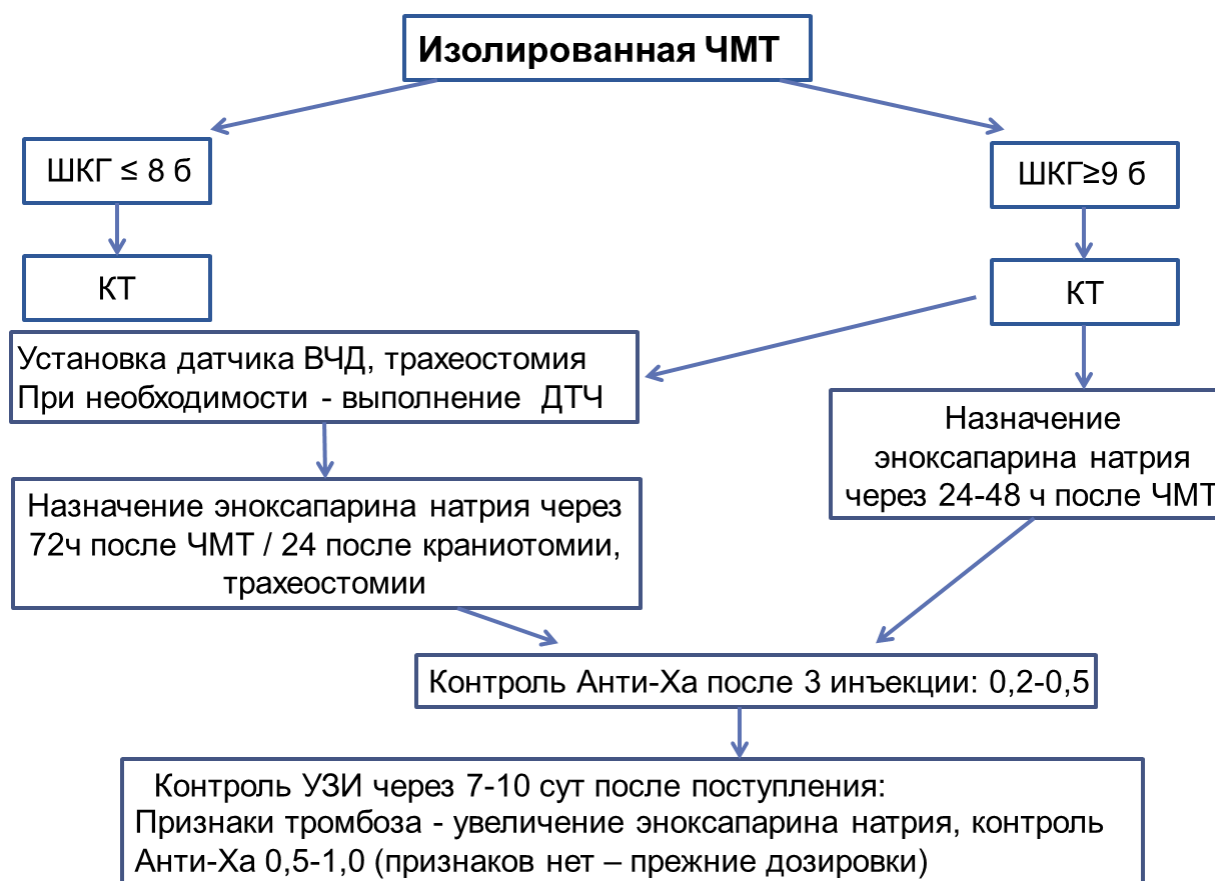 Изолированная ЧМТ
ШКГ ≤ 8 б
ШКГ≥9 б
КТ
КТ
Установка датчика ВЧД, трахеостомия
При необходимости - выполнение ДТЧ
Назначение
эноксапарина натрия
через 24-48 ч после ЧМТ
Назначение эноксапарина натрия через
72ч после ЧМТ / 24 после краниотомии,
трахеостомии
Контроль Анти-Ха после 3 инъекции: 0,2-0,5
Контроль УЗИ через 7-10 сут после поступления:
Признаки тромбоза - увеличение эноксапарина натрия, контроль
Анти-Ха 0,5-1,0 (признаков нет – прежние дозировки)